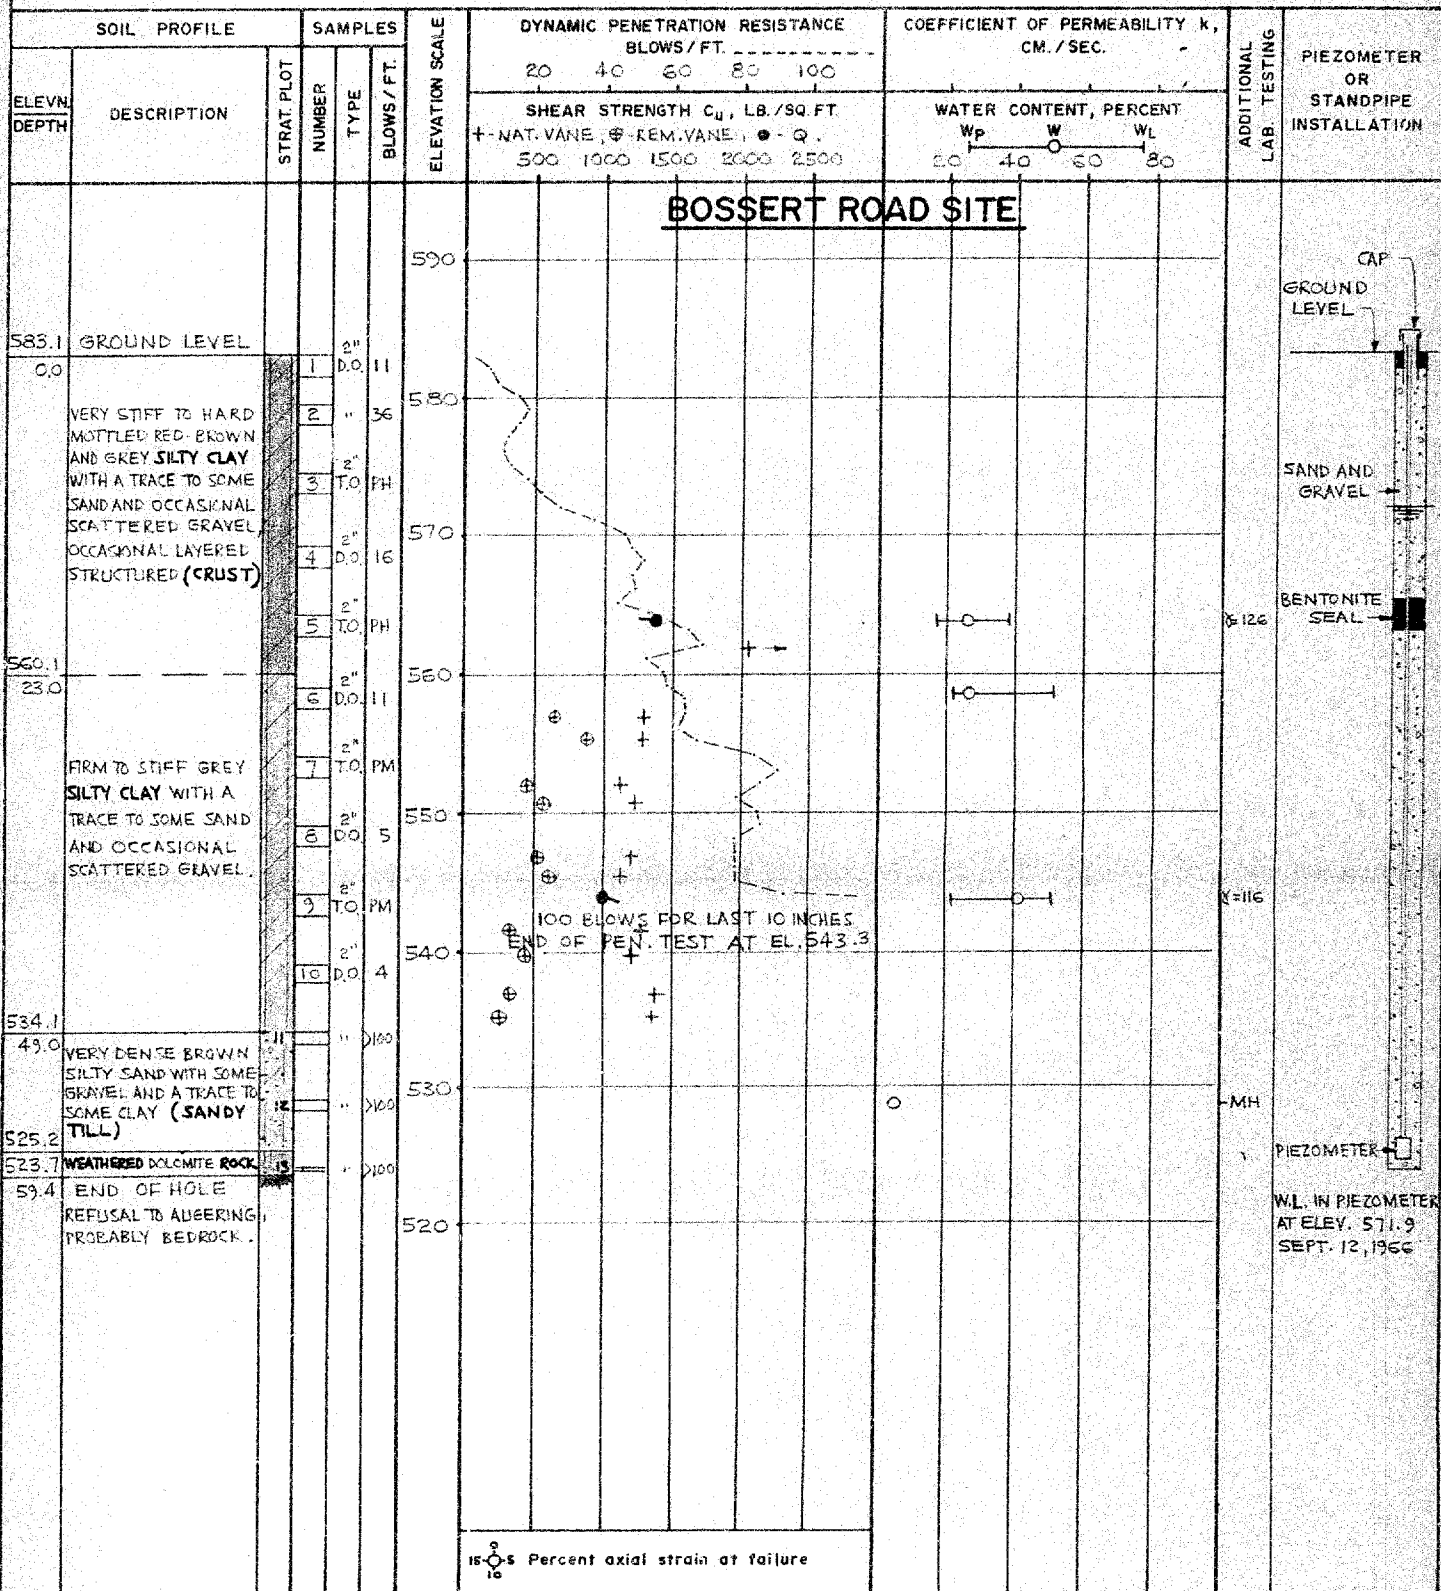 SOIL PROFILE
SAMPLES
ELEVATION SCALE
DYNAMIC PENETRATION RESISTANCE
BLOWS / FT.
20 40 60 80 100
COEFFICIENT OF PERMEABILITY k,
CM. / SEC.
ADDITIONAL
LAB. TESTING
PIEZOMETER
OR
STANDPIPE
INSTALLATION
ELEVN.
DEPTH
DESCRIPTION
STRAT. PLOT
NUMBER
TYPE
BLOWS / FT.
SHEAR STRENGTH Cu, LB./SQ.FT.
+-NAT. VANE, ⊕-REM. VANE, ●-Q.
500 1000 1500 2000 2500
WATER CONTENT, PERCENT
WP W WL
20 40 60 80
BOSSERT ROAD SITE
590
580
570
560
550
540
530
520
583.1 GROUND LEVEL
0.0
VERY STIFF TO HARD
MOTTLED RED-BROWN
AND GREY SILTY CLAY
WITH A TRACE TO SOME
SAND AND OCCASIONAL
SCATTERED GRAVEL,
OCCASIONAL LAYERED
STRUCTURED (CRUST)
560.1
23.0
FIRM TO STIFF GREY
SILTY CLAY WITH A
TRACE TO SOME SAND
AND OCCASIONAL
SCATTERED GRAVEL.
534.1
49.0
VERY DENSE BROWN
SILTY SAND WITH SOME
GRAVEL AND A TRACE TO
SOME CLAY (SANDY
TILL)
525.2
523.7 WEATHERED DOLOMITE ROCK
59.4 END OF HOLE
REFUSAL TO AUGERING,
PROBABLY BEDROCK.
1 2" D.O. 11
2 " 36
3 2" T.O. PH
4 2" D.O. 16
5 2" T.O. PH
6 2" D.O. 11
7 2" T.O. PM
8 2" D.O. 5
9 2" T.O. PM
10 2" D.O. 4
11 " >100
12 " >100
13 " >100
100 BLOWS FOR LAST 10 INCHES
END OF PEN. TEST AT EL. 543.3
γ=126
γ=116
MH
CAP
GROUND
LEVEL
SAND AND
GRAVEL
BENTONITE
SEAL
PIEZOMETER
W.L. IN PIEZOMETER
AT ELEV. 571.9
SEPT. 12, 1966
0
15 5 Percent axial strain at failure
10